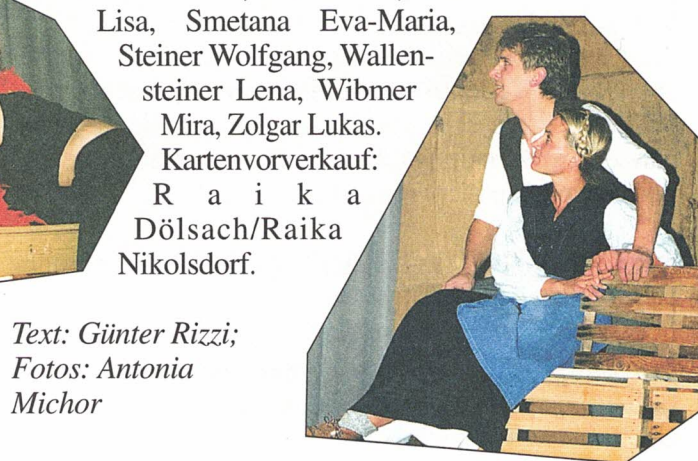 Lisa, Smetana Eva-Maria,
Steiner Wolfgang, Wallen-
steiner Lena, Wibmer
Mira, Zolgar Lukas.
Kartenvorverkauf:
R a i k a
Dölsach/Raika
Nikolsdorf.
Text: Günter Rizzi;
Fotos: Antonia
Michor